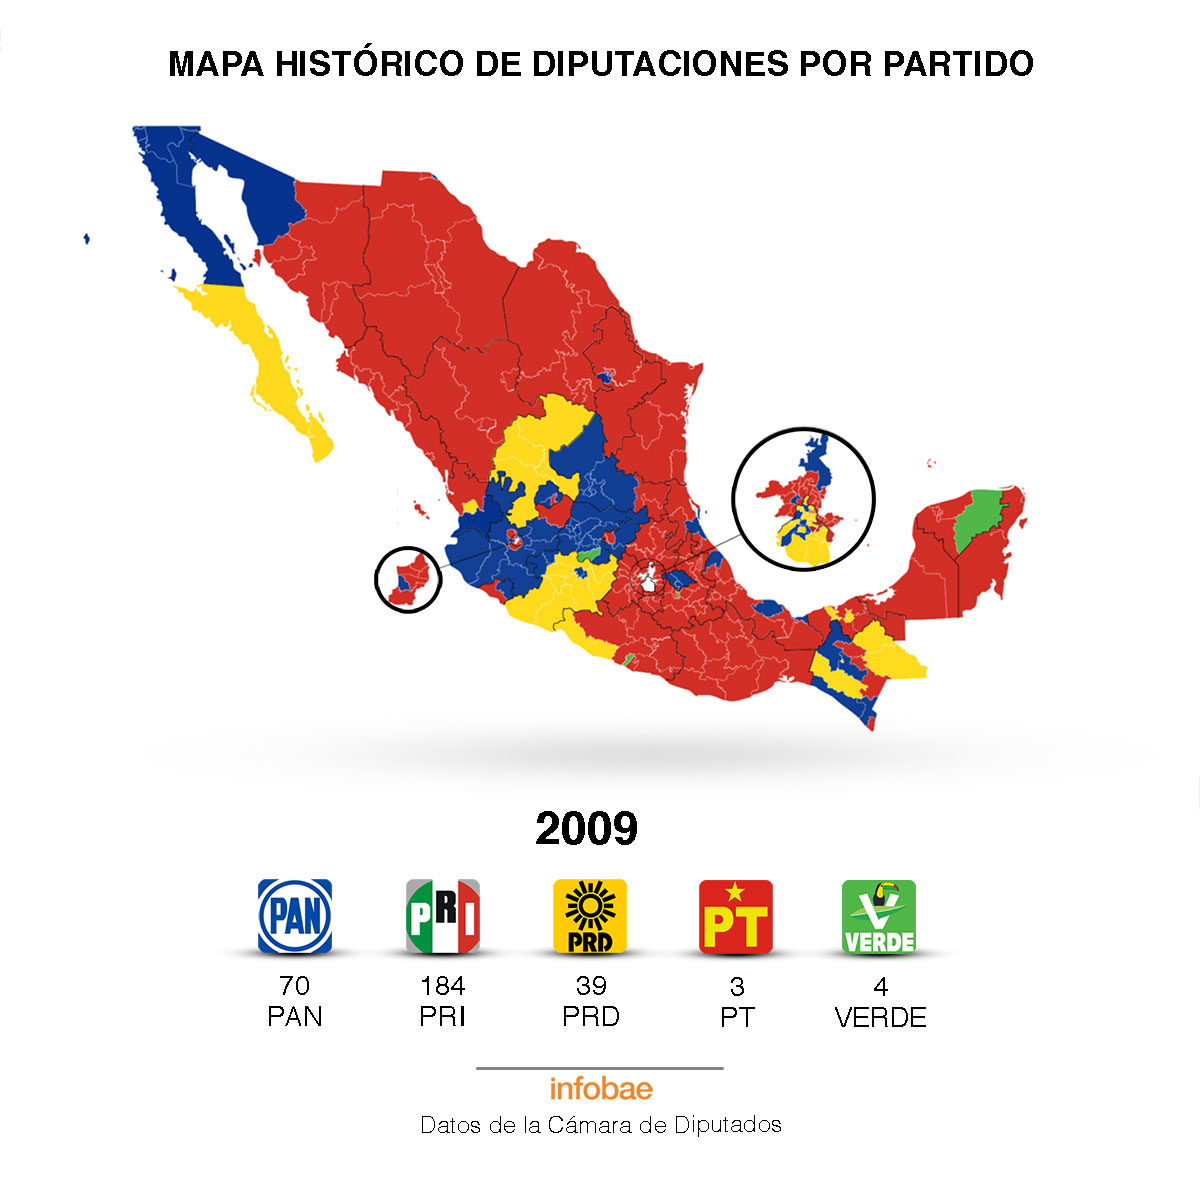 MAPA HISTÓRICO DE DIPUTACIONES POR PARTIDO
2009
PAN
PRI
PRD
PT
VERDE
70
PAN
184
PRI
39
PRD
3
PT
4
VERDE
infobae
Datos de la Cámara de Diputados